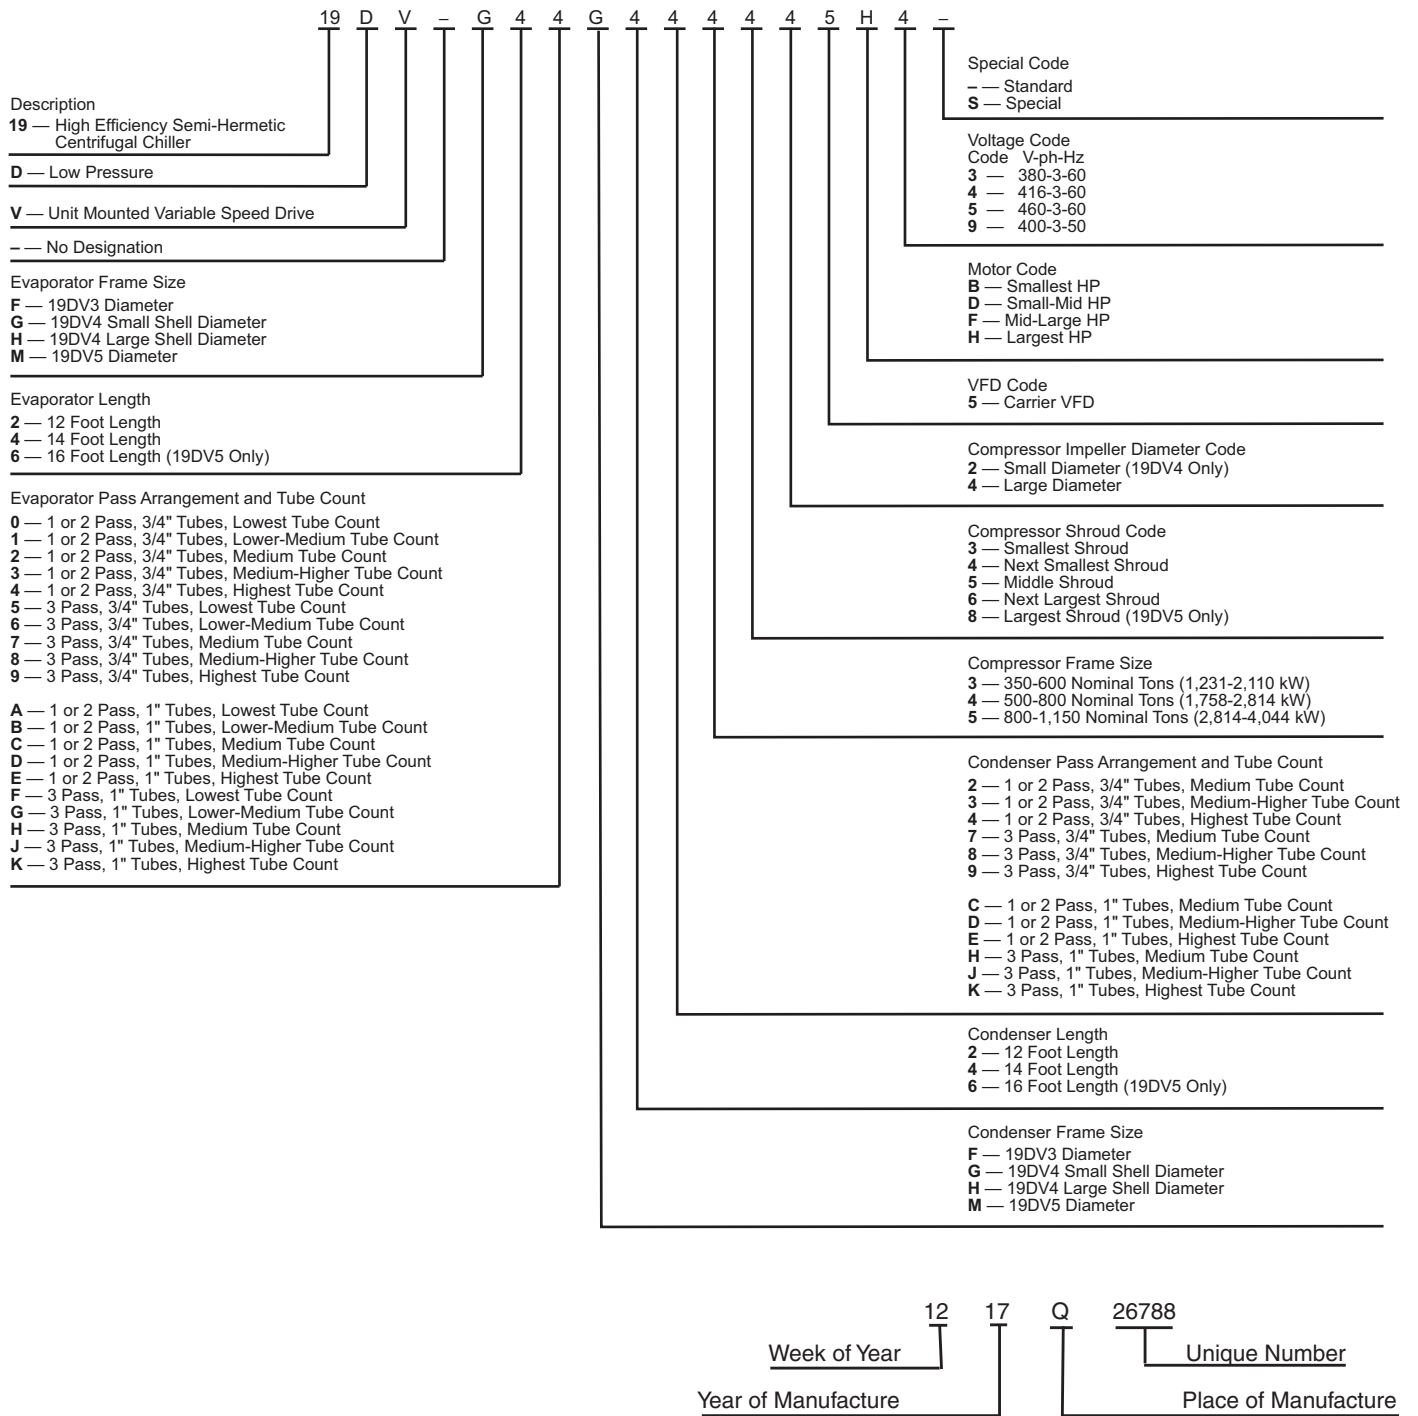 19 D V – G 4 4 G 4 4 4 4 4 5 H 4 –
Description
19 — High Efficiency Semi-Hermetic
Centrifugal Chiller
D — Low Pressure
V — Unit Mounted Variable Speed Drive
– — No Designation
Evaporator Frame Size
F — 19DV3 Diameter
G — 19DV4 Small Shell Diameter
H — 19DV4 Large Shell Diameter
M — 19DV5 Diameter
Evaporator Length
2 — 12 Foot Length
4 — 14 Foot Length
6 — 16 Foot Length (19DV5 Only)
Evaporator Pass Arrangement and Tube Count
0 — 1 or 2 Pass, 3/4" Tubes, Lowest Tube Count
1 — 1 or 2 Pass, 3/4" Tubes, Lower-Medium Tube Count
2 — 1 or 2 Pass, 3/4" Tubes, Medium Tube Count
3 — 1 or 2 Pass, 3/4" Tubes, Medium-Higher Tube Count
4 — 1 or 2 Pass, 3/4" Tubes, Highest Tube Count
5 — 3 Pass, 3/4" Tubes, Lowest Tube Count
6 — 3 Pass, 3/4" Tubes, Lower-Medium Tube Count
7 — 3 Pass, 3/4" Tubes, Medium Tube Count
8 — 3 Pass, 3/4" Tubes, Medium-Higher Tube Count
9 — 3 Pass, 3/4" Tubes, Highest Tube Count
A — 1 or 2 Pass, 1" Tubes, Lowest Tube Count
B — 1 or 2 Pass, 1" Tubes, Lower-Medium Tube Count
C — 1 or 2 Pass, 1" Tubes, Medium Tube Count
D — 1 or 2 Pass, 1" Tubes, Medium-Higher Tube Count
E — 1 or 2 Pass, 1" Tubes, Highest Tube Count
F — 3 Pass, 1" Tubes, Lowest Tube Count
G — 3 Pass, 1" Tubes, Lower-Medium Tube Count
H — 3 Pass, 1" Tubes, Medium Tube Count
J — 3 Pass, 1" Tubes, Medium-Higher Tube Count
K — 3 Pass, 1" Tubes, Highest Tube Count
Special Code
– — Standard
S — Special
Voltage Code
Code V-ph-Hz
3 — 380-3-60
4 — 416-3-60
5 — 460-3-60
9 — 400-3-50
Motor Code
B — Smallest HP
D — Small-Mid HP
F — Mid-Large HP
H — Largest HP
VFD Code
5 — Carrier VFD
Compressor Impeller Diameter Code
2 — Small Diameter (19DV4 Only)
4 — Large Diameter
Compressor Shroud Code
3 — Smallest Shroud
4 — Next Smallest Shroud
5 — Middle Shroud
6 — Next Largest Shroud
8 — Largest Shroud (19DV5 Only)
Compressor Frame Size
3 — 350-600 Nominal Tons (1,231-2,110 kW)
4 — 500-800 Nominal Tons (1,758-2,814 kW)
5 — 800-1,150 Nominal Tons (2,814-4,044 kW)
Condenser Pass Arrangement and Tube Count
2 — 1 or 2 Pass, 3/4" Tubes, Medium Tube Count
3 — 1 or 2 Pass, 3/4" Tubes, Medium-Higher Tube Count
4 — 1 or 2 Pass, 3/4" Tubes, Highest Tube Count
7 — 3 Pass, 3/4" Tubes, Medium Tube Count
8 — 3 Pass, 3/4" Tubes, Medium-Higher Tube Count
9 — 3 Pass, 3/4" Tubes, Highest Tube Count
C — 1 or 2 Pass, 1" Tubes, Medium Tube Count
D — 1 or 2 Pass, 1" Tubes, Medium-Higher Tube Count
E — 1 or 2 Pass, 1" Tubes, Highest Tube Count
H — 3 Pass, 1" Tubes, Medium Tube Count
J — 3 Pass, 1" Tubes, Medium-Higher Tube Count
K — 3 Pass, 1" Tubes, Highest Tube Count
Condenser Length
2 — 12 Foot Length
4 — 14 Foot Length
6 — 16 Foot Length (19DV5 Only)
Condenser Frame Size
F — 19DV3 Diameter
G — 19DV4 Small Shell Diameter
H — 19DV4 Large Shell Diameter
M — 19DV5 Diameter
12 17 Q 26788
Week of Year Unique Number
Year of Manufacture Place of Manufacture